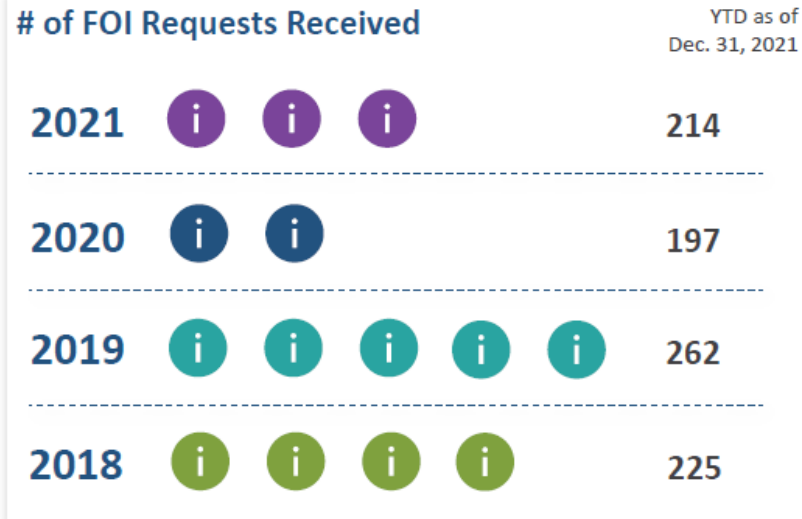 # of FOI Requests Received
YTD as of
Dec. 31, 2021
2021 i i i 214
2020 i i 197
2019 i i i i i 262
2018 i i i i 225